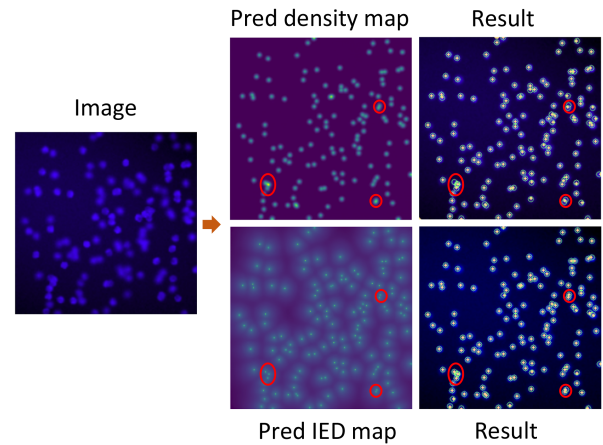 Pred density map
Result
Image
Pred IED map
Result